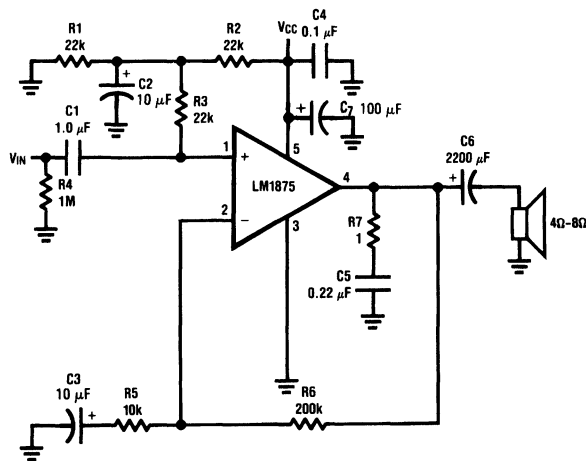 R1
22k
R2
22k
VCC
C4
0.1 μF
+
C2
10 μF
R3
22k
+
C7 100 μF
C1
1.0 μF
VIN
R4
1M
1
+
5
LM1875
4
2
−
3
C6
+ 2200 μF
R7
1
4Ω-8Ω
C5
0.22 μF
C3
10 μF
+
R5
10k
R6
200k